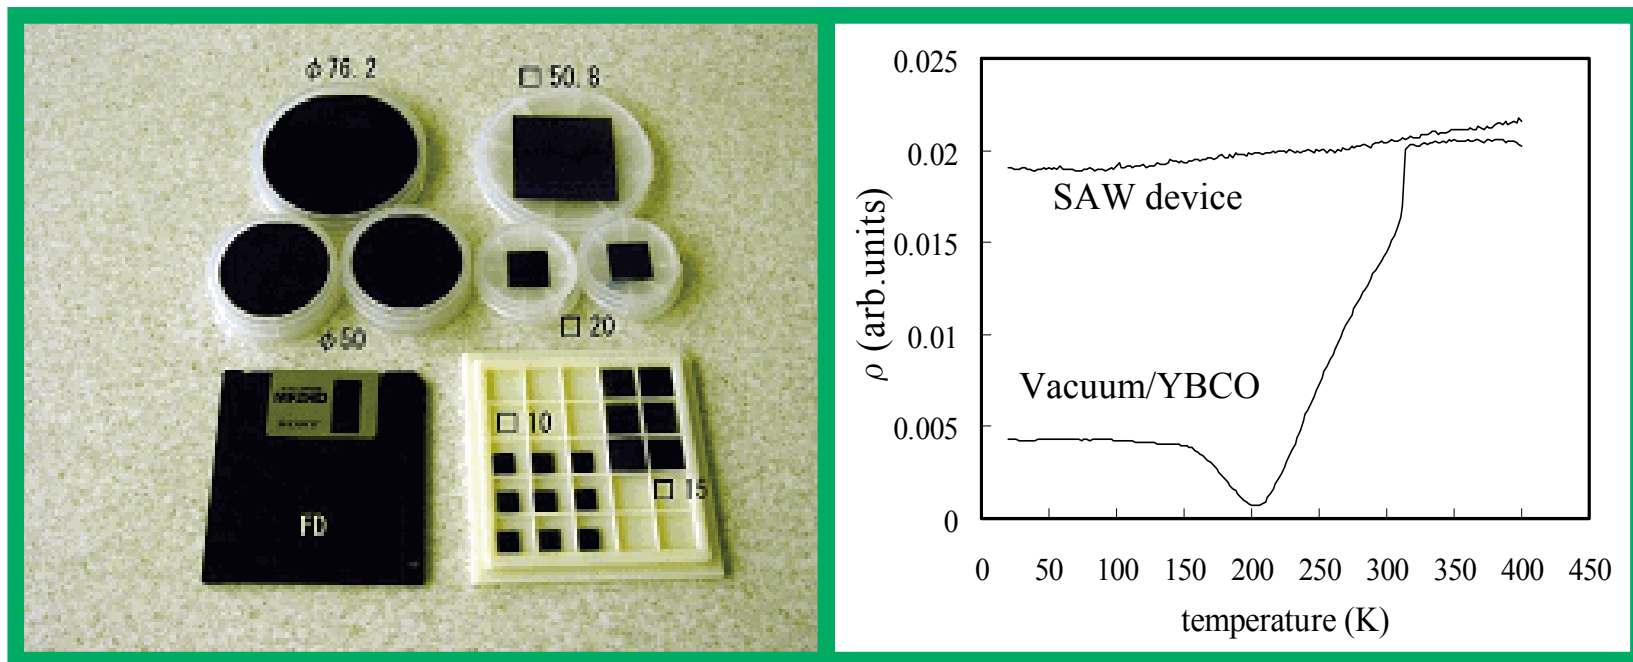 ϕ76. 2
□ 50. 8
ϕ50
□ 20
□ 10
□ 15
FD
0.025
0.02
0.015
0.01
0.005
0
ρ (arb.units)
SAW device
Vacuum/YBCO
0 50 100 150 200 250 300 350 400 450
temperature (K)